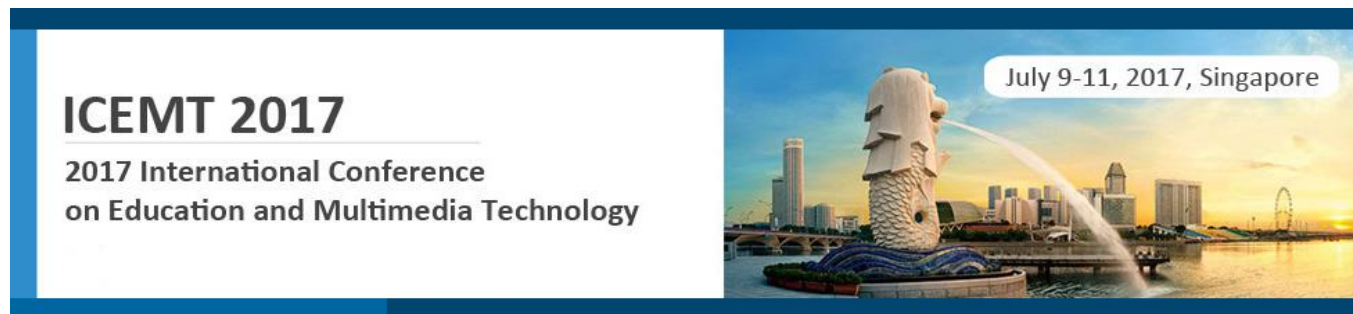 ICEMT 2017
2017 International Conference
on Education and Multimedia Technology
July 9-11, 2017, Singapore